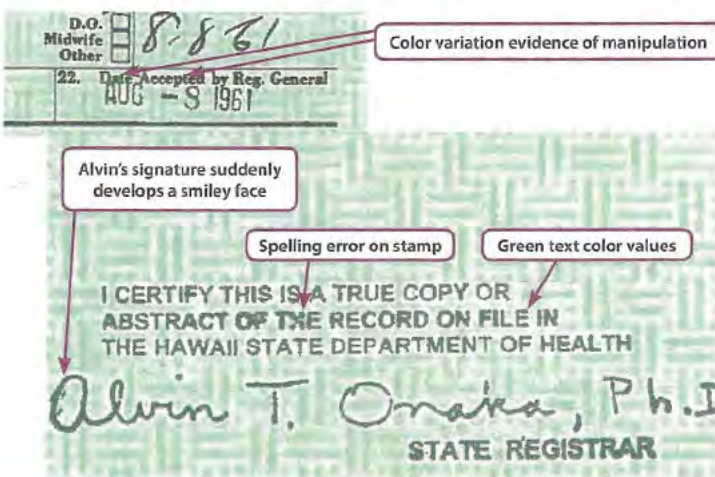 D.O.
Midwife
Other
8-8 61
22. Date Accepted by Reg. General
AUG -8 1961
Color variation evidence of manipulation
Alvin's signature suddenly
develops a smiley face
Spelling error on stamp
Green text color values
I CERTIFY THIS IS A TRUE COPY OR
ABSTRACT OF TXE RECORD ON FILE IN
THE HAWAII STATE DEPARTMENT OF HEALTH
Alvin T. Onaka, Ph.D
STATE REGISTRAR